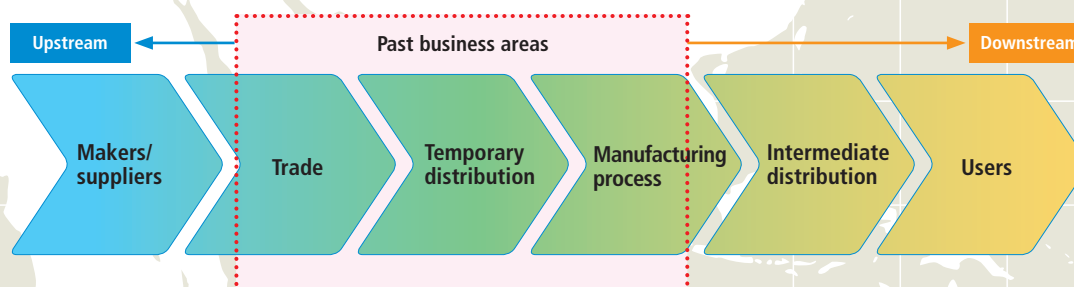 Upstream
Past business areas
Downstream
Makers/
suppliers
Trade
Temporary
distribution
Manufacturing
process
Intermediate
distribution
Users